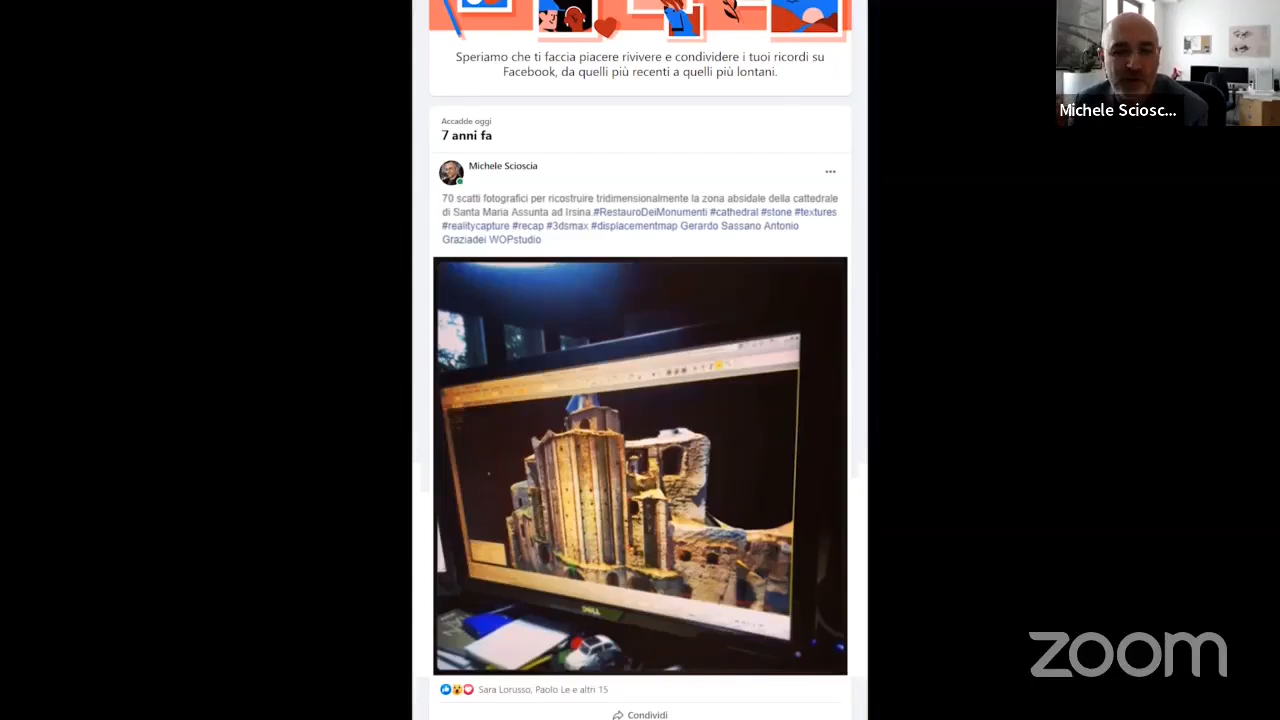 Speriamo che ti faccia piacere rivivere e condividere i tuoi ricordi su
Facebook, da quelli più recenti a quelli più lontani.
Accadde oggi
7 anni fa
Michele Scioscia
70 scatti fotografici per ricostruire tridimensionalmente la zona absidale della cattedrale
di Santa Maria Assunta ad Irsina.#RestauroDeiMonumenti #cathedral #stone #textures
#realitycapture #recap #3dsmax #displacementmap Gerardo Sassano Antonio
Graziadei WOPstudio
DELL
Sara Lorusso, Paolo Le e altri 15
Condividi
Michele Sciosc...
zoom